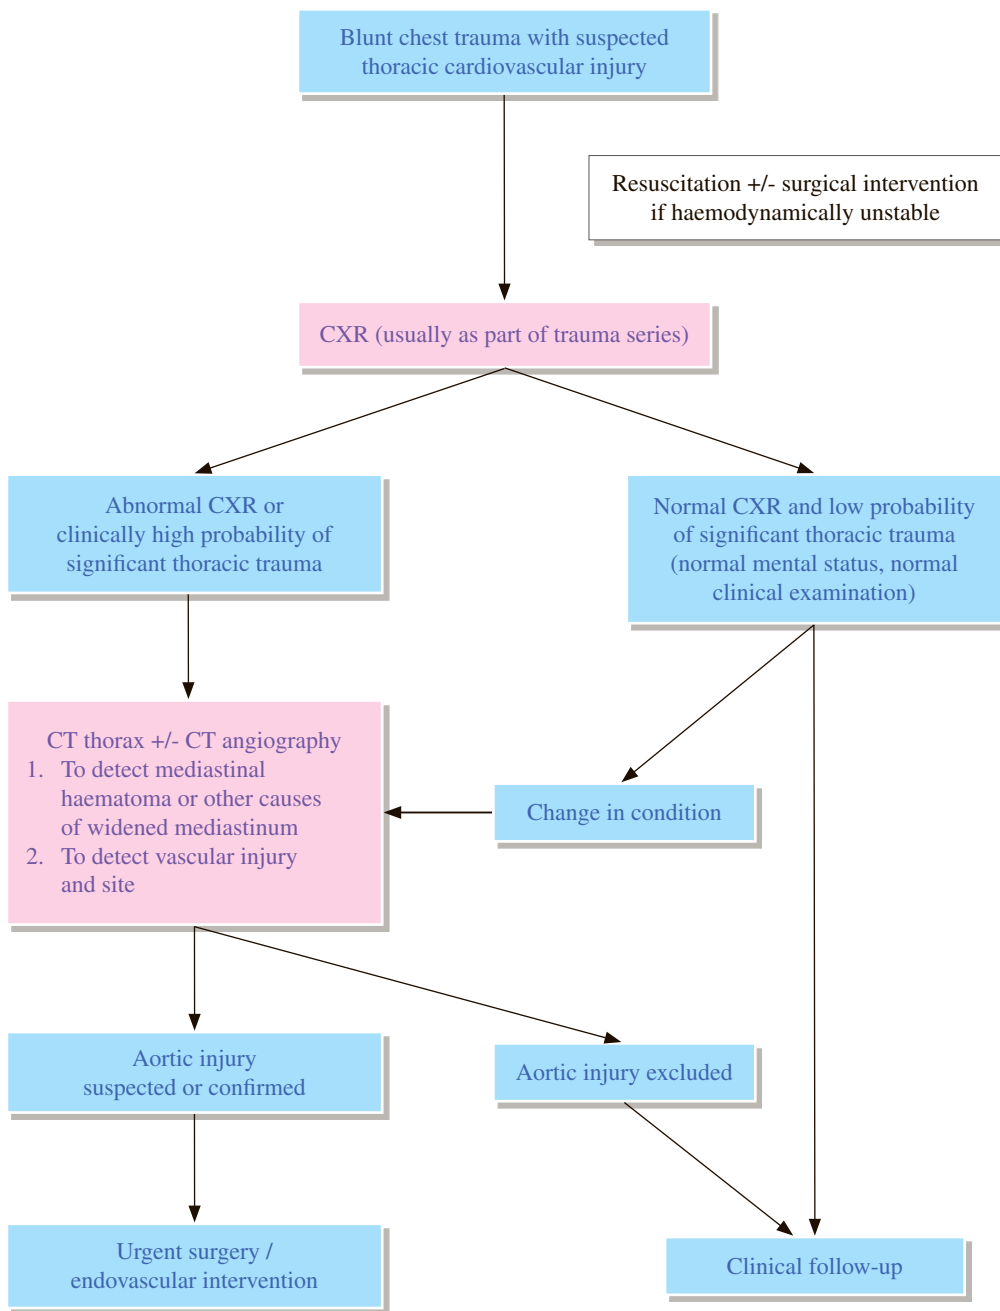 Blunt chest trauma with suspected
thoracic cardiovascular injury
Resuscitation +/- surgical intervention
if haemodynamically unstable
CXR (usually as part of trauma series)
Abnormal CXR or
clinically high probability of
significant thoracic trauma
Normal CXR and low probability
of significant thoracic trauma
(normal mental status, normal
clinical examination)
CT thorax +/- CT angiography
1. To detect mediastinal
haematoma or other causes
of widened mediastinum
2. To detect vascular injury
and site
Change in condition
Aortic injury
suspected or confirmed
Aortic injury excluded
Urgent surgery /
endovascular intervention
Clinical follow-up